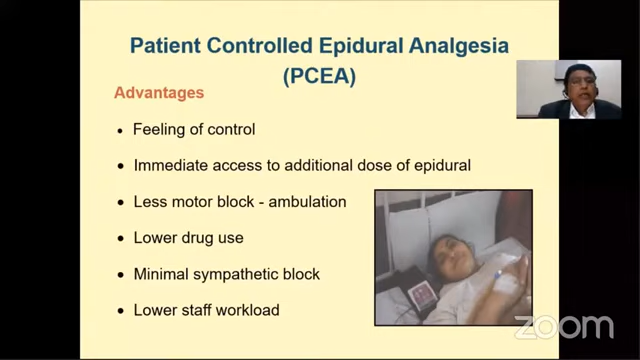 Patient Controlled Epidural Analgesia
(PCEA)
Advantages
• Feeling of control
• Immediate access to additional dose of epidural
• Less motor block - ambulation
• Lower drug use
• Minimal sympathetic block
• Lower staff workload
zoom